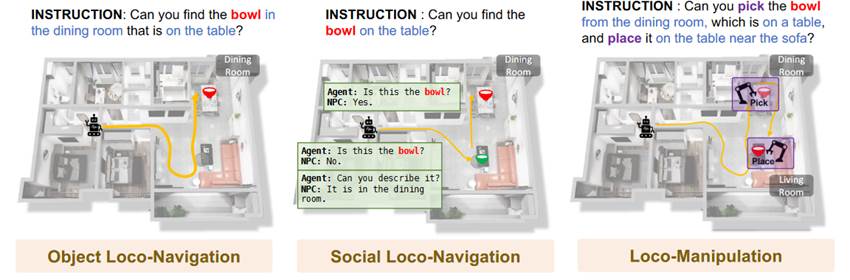 INSTRUCTION: Can you find the bowl in
the dining room that is on the table?
Dining
Room
Object Loco-Navigation
INSTRUCTION : Can you find the
bowl on the table?
Dining
Room
Agent: Is this the bowl?
NPC: Yes.
Agent: Is this the bowl?
NPC: No.
Agent: Can you describe it?
NPC: It is in the dining
room.
Social Loco-Navigation
INSTRUCTION : Can you pick the bowl
from the dining room, which is on a table,
and place it on the table near the sofa?
Dining
Room
Pick
Place
Living
Room
Loco-Manipulation